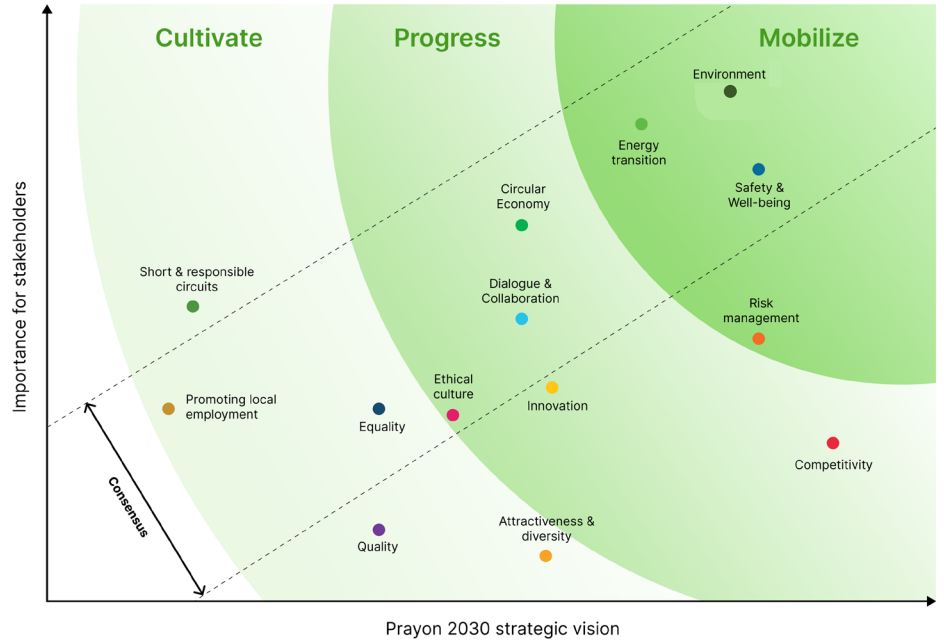 Cultivate
Progress
Mobilize
Environment
Energy
transition
Safety &
Well-being
Circular
Economy
Short & responsible
circuits
Dialogue &
Collaboration
Risk
management
Ethical
culture
Promoting local
employment
Equality
Innovation
Competitivity
Quality
Attractiveness &
diversity
Consensus
Importance for stakeholders
Prayon 2030 strategic vision